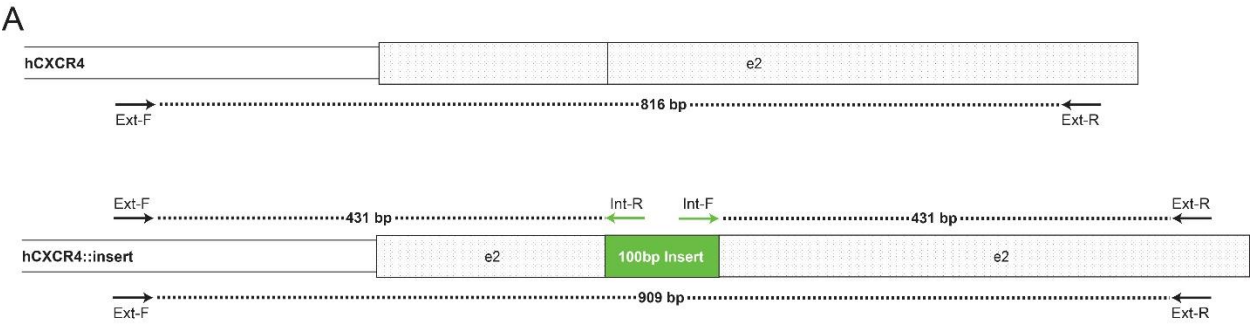 A
hCXCR4
e2
816 bp
Ext-F
Ext-R
Ext-F
Int-R
Int-F
Ext-R
431 bp
431 bp
hCXCR4::insert
e2
100bp Insert
e2
909 bp
Ext-F
Ext-R